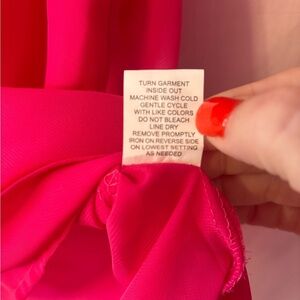 TURN GARMENT
INSIDE OUT
MACHINE WASH COLD
GENTLE CYCLE
WITH LIKE COLORS
DO NOT BLEACH
LINE DRY
REMOVE PROMPTLY
IRON ON REVERSE SIDE
ON LOWEST SETTING
AS NEEDED